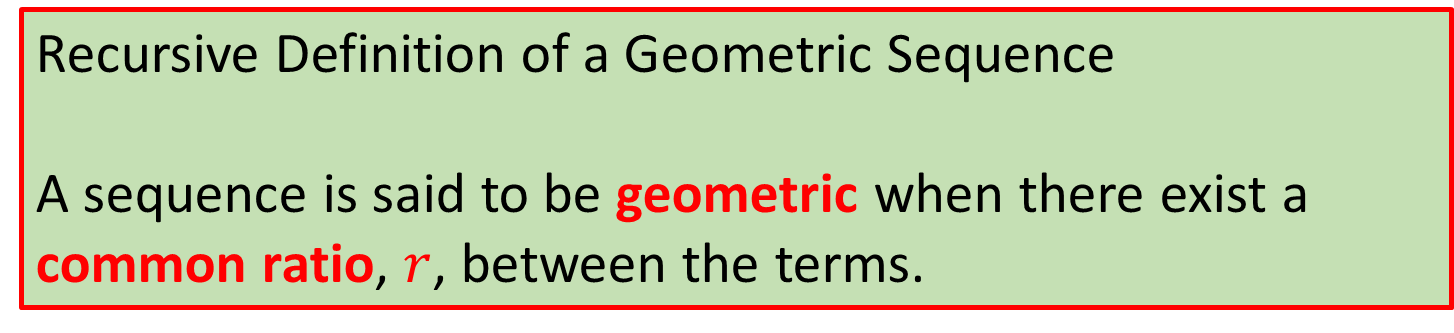 Recursive Definition of a Geometric Sequence
A sequence is said to be geometric when there exist a
common ratio, r, between the terms.